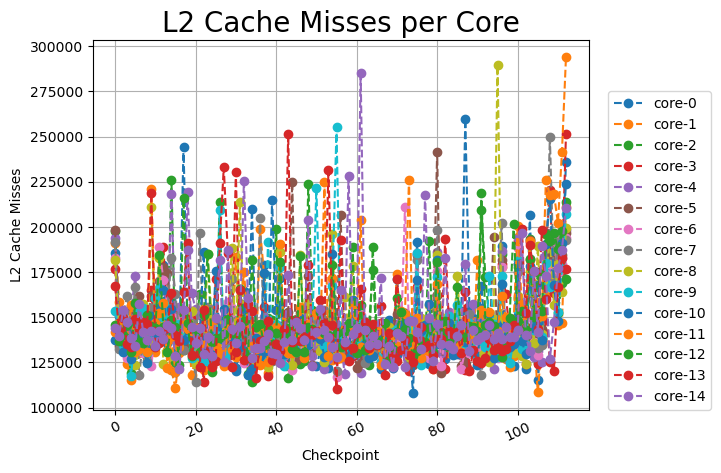 L2 Cache Misses per Core
L2 Cache Misses
300000
275000
250000
225000
200000
175000
150000
125000
100000
0
20
40
60
80
100
Checkpoint
core-0
core-1
core-2
core-3
core-4
core-5
core-6
core-7
core-8
core-9
core-10
core-11
core-12
core-13
core-14